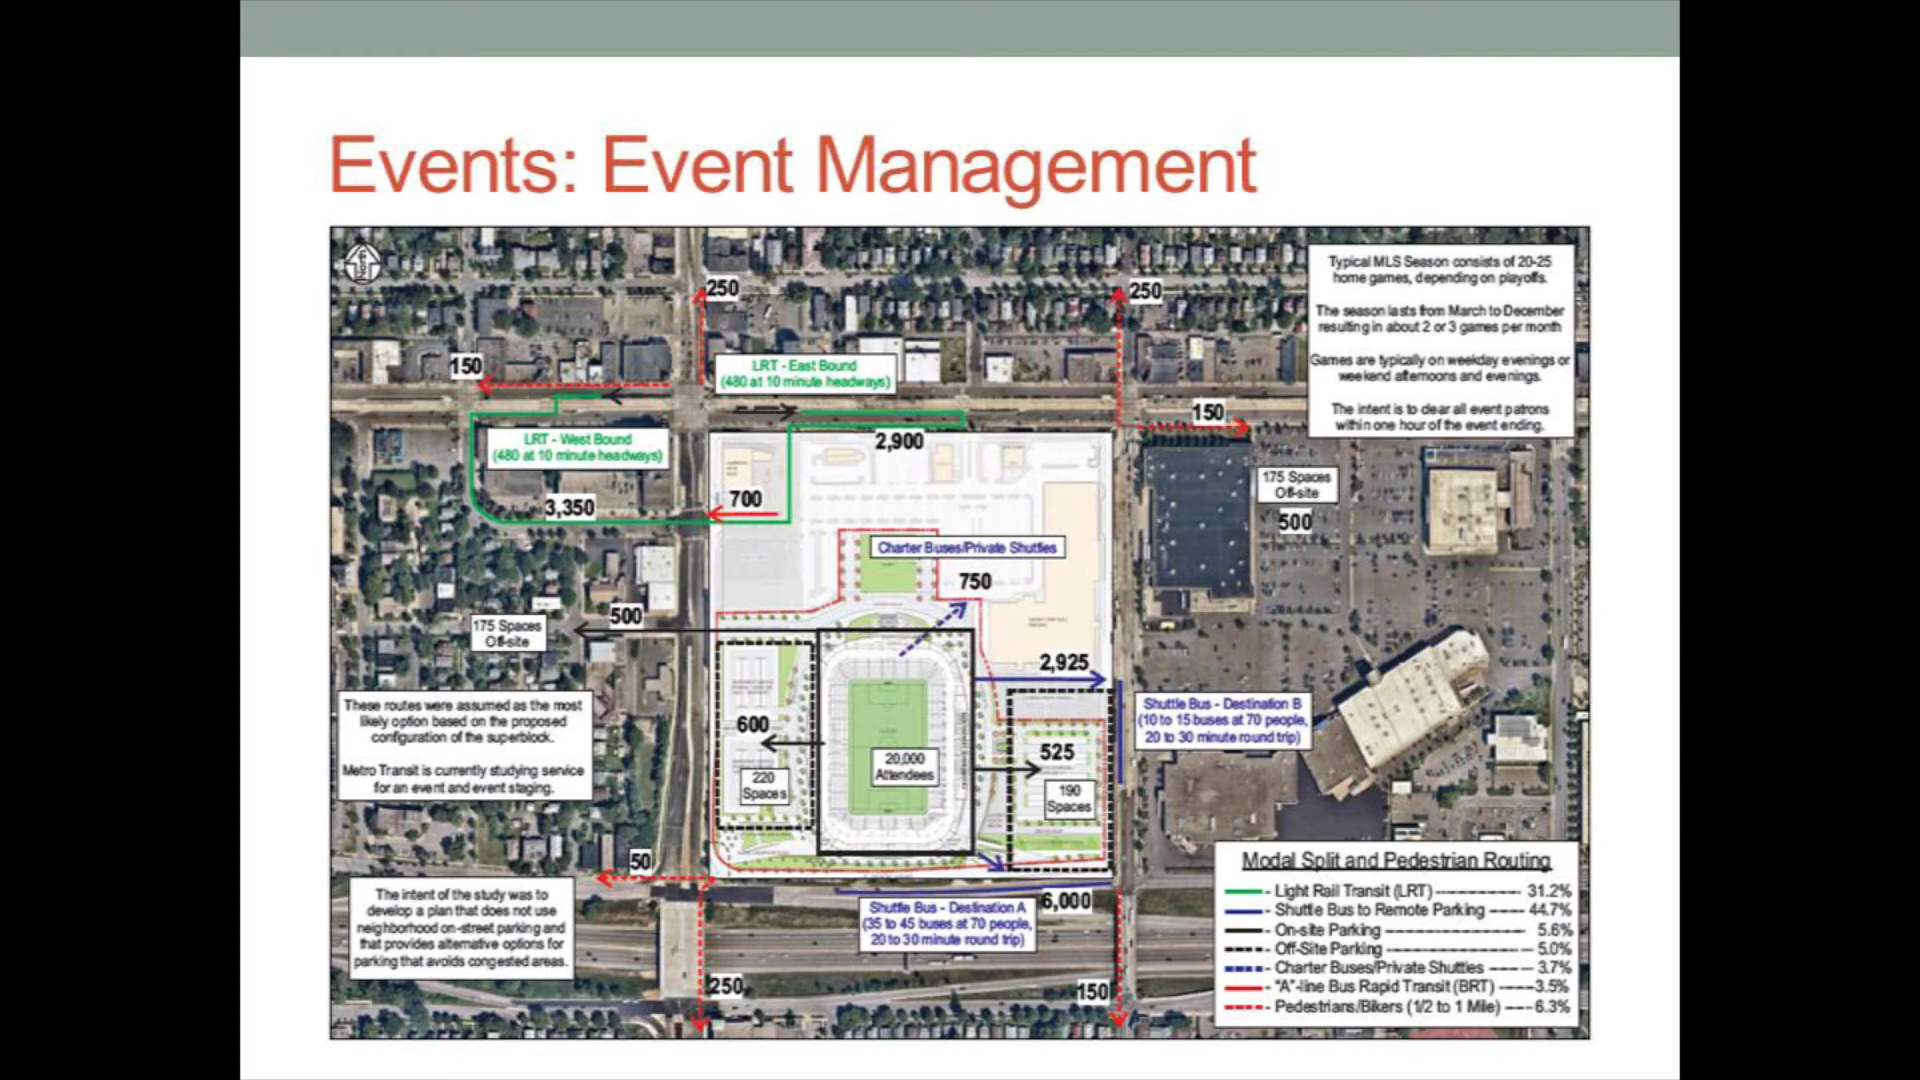 Events: Event Management
250
250
Typical MLS Season consists of 20-25
home games, depending on playoffs.
The season lasts from March to December
resulting in about 2 or 3 games per month
Games are typically on weekday evenings or
weekend afternoons and evenings.
The intent is to clear all event patrons
within one hour of the event ending.
150
LRT - East Bound
(480 at 10 minute headways)
150
LRT - West Bound
(480 at 10 minute headways)
2,900
700
3,350
175 Spaces
Off-site
500
Charter Buses/Private Shuttles
750
500
175 Spaces
Off-site
2,925
These routes were assumed as the most
likely option based on the proposed
configuration of the superblock.
Metro Transit is currently studying service
for an event and event staging.
600
220
Spaces
20,000
Attendees
525
190
Spaces
Shuttle Bus - Destination B
(10 to 15 buses at 70 people,
20 to 30 minute round trip)
50
The intent of the study was to
develop a plan that does not use
neighborhood on-street parking and
that provides alternative options for
parking that avoids congested areas.
Shuttle Bus - Destination A
(35 to 45 buses at 70 people,
20 to 30 minute round trip)
6,000
250
150
Modal Split and Pedestrian Routing
- Light Rail Transit (LRT) 31.2%
- Shuttle Bus to Remote Parking 44.7%
- On-site Parking 5.6%
- Off-Site Parking 5.0%
- Charter Buses/Private Shuttles 3.7%
- "A"-line Bus Rapid Transit (BRT) 3.5%
- Pedestrians/Bikers (1/2 to 1 Mile) 6.3%